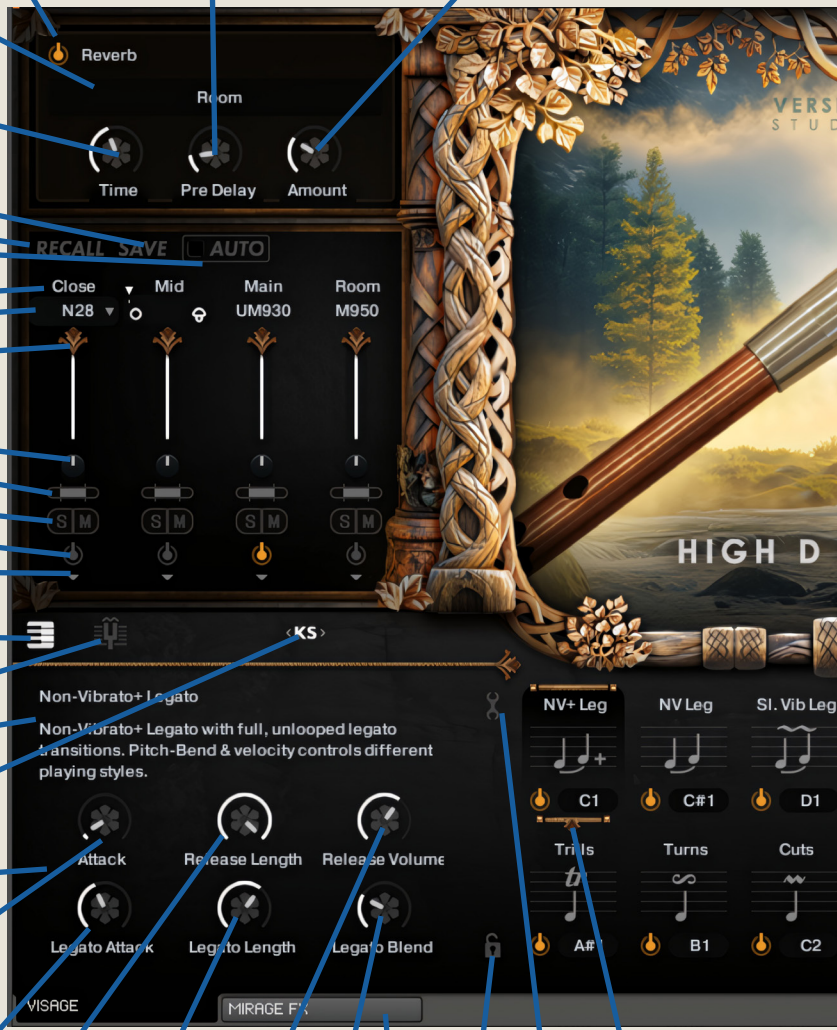 Reverb
Room
Time Pre Delay Amount
VERS
STUD
RECALL SAVE AUTO
Close Mid Main Room
N28 UM930 M950
S M S M S M S M
HIGH D
‹KS›
Non-Vibrato+ Legato
Non-Vibrato+ Legato with full, unlooped legato
transitions. Pitch-Bend & velocity controls different
playing styles.
Attack Release Length Release Volume
Legato Attack Legato Length Legato Blend
NV+ Leg NV Leg Sl. Vib Leg
C1 C#1 D1
Trills Turns Cuts
tr
A#1 B1 C2
VISAGE MIRAGE FX